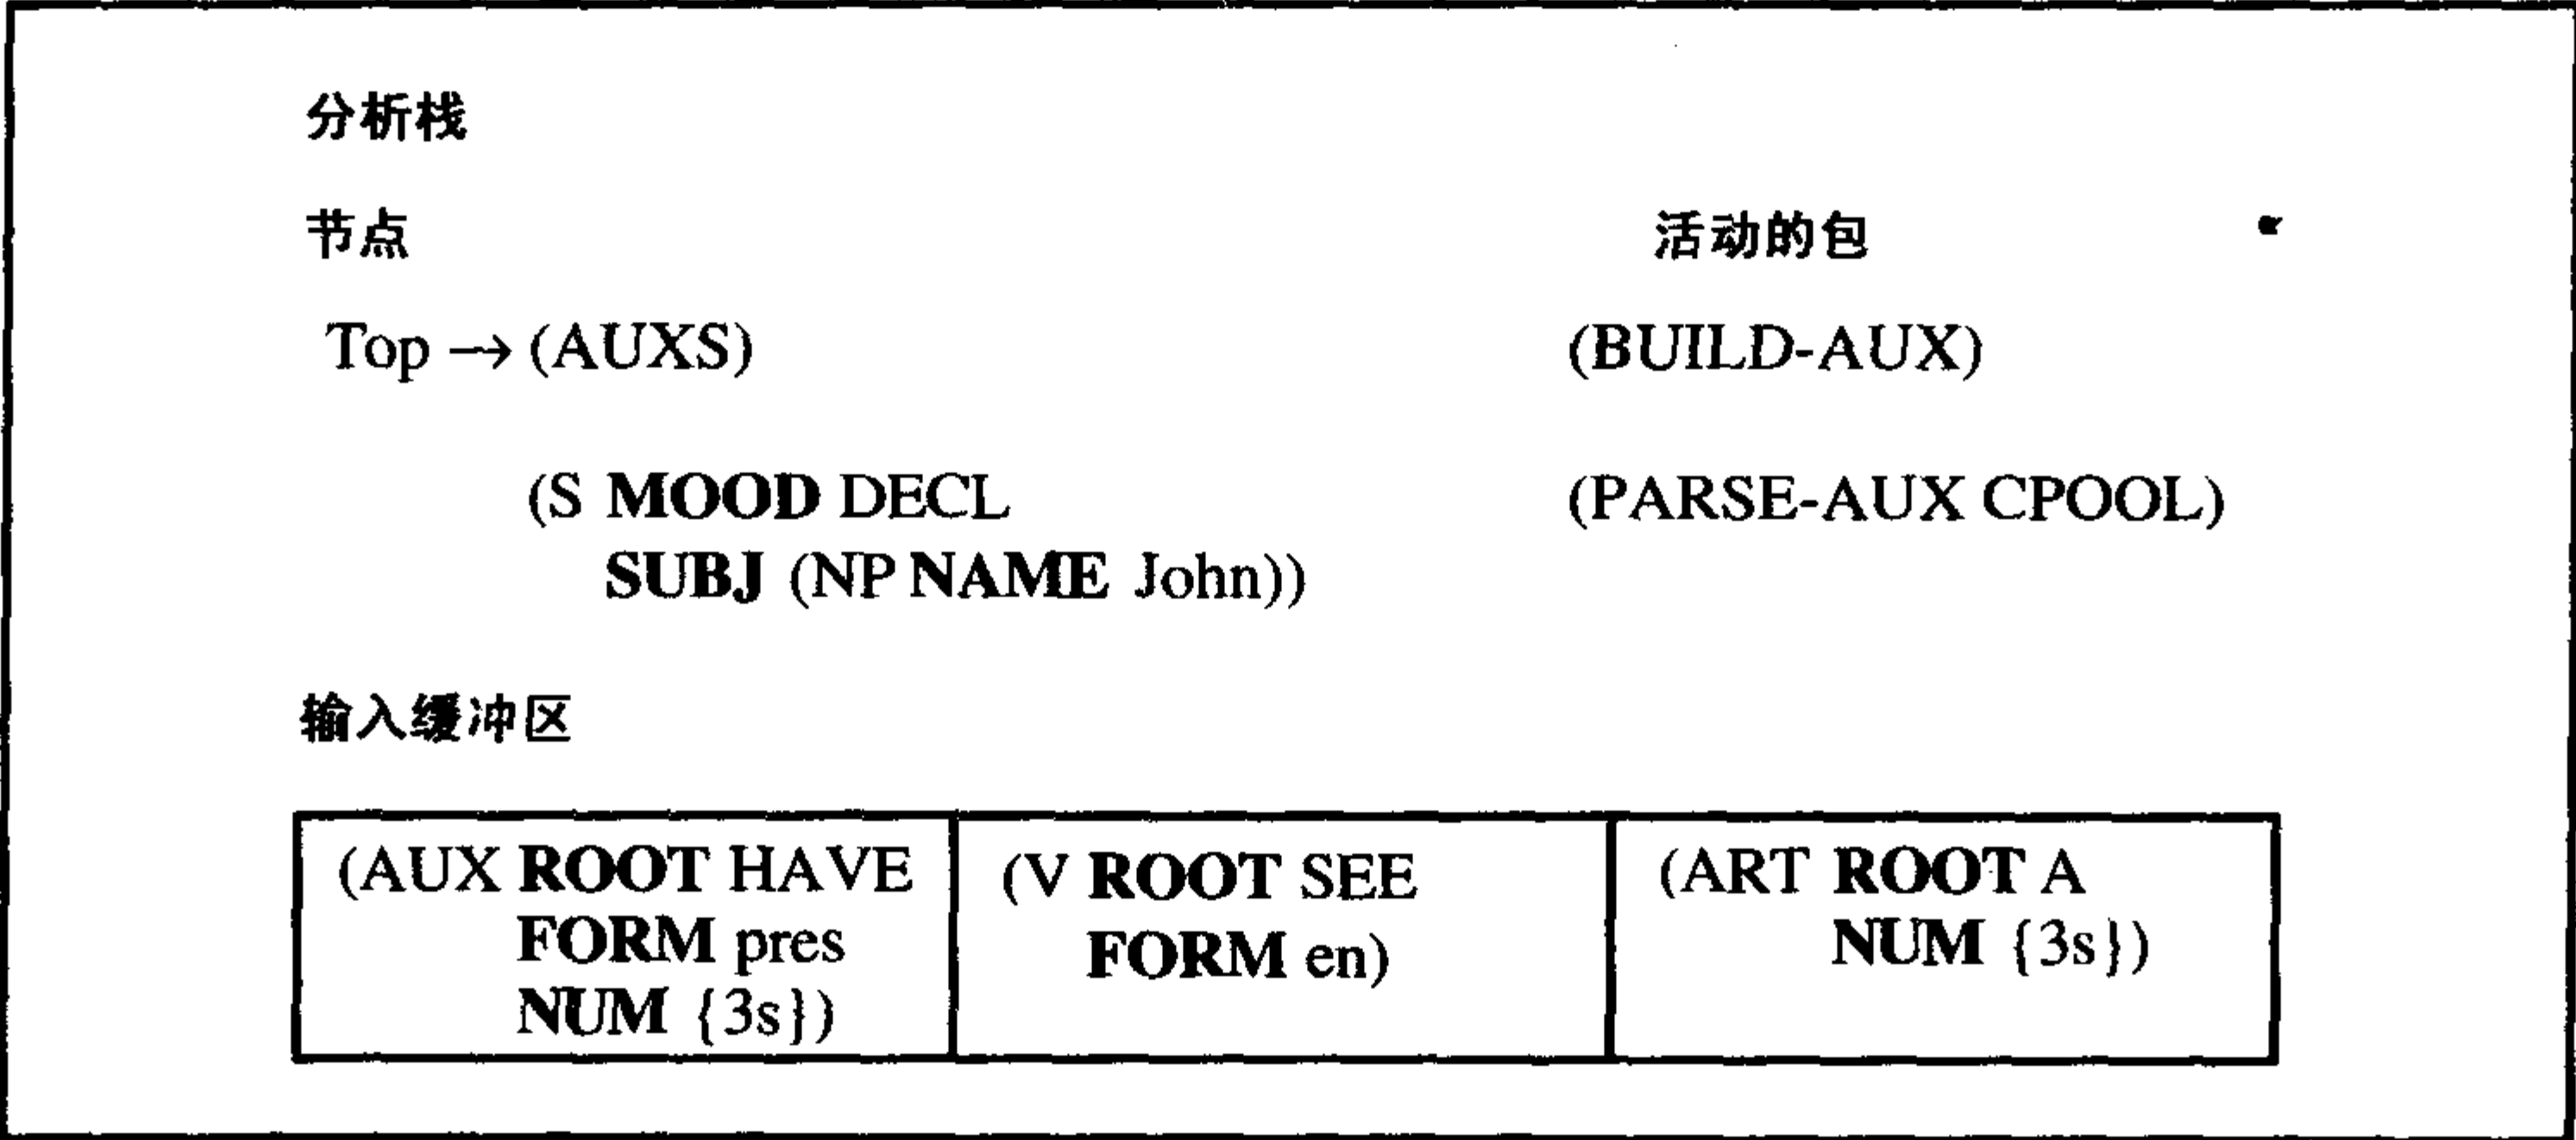 分析栈
节点 活动的包
Top → (AUXS) (BUILD-AUX)
(S MOOD DECL (PARSE-AUX CPOOL)
SUBJ (NP NAME John))
输入缓冲区
(AUX ROOT HAVE (V ROOT SEE (ART ROOT A
FORM pres FORM en) NUM {3s})
NUM {3s})